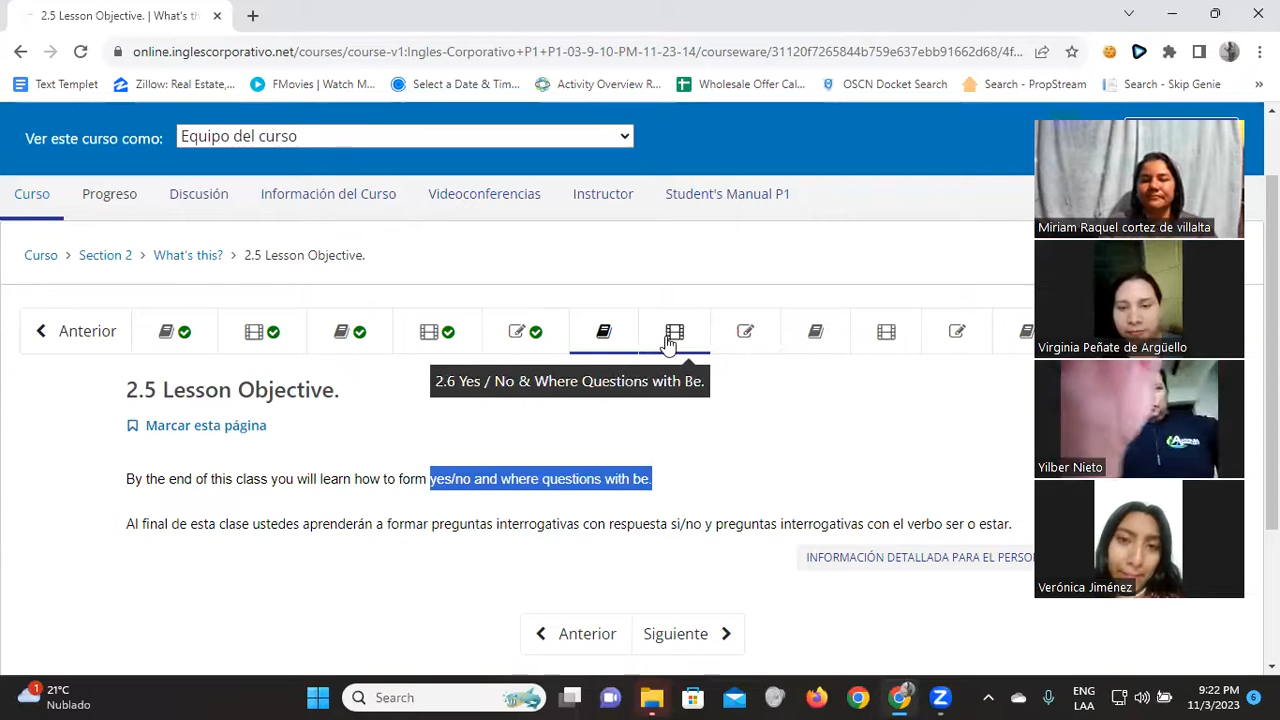 2.5 Lesson Objective. | What's th
online.inglescorporativo.net/courses/course-v1:Ingles-Corporativo+P1+P1-03-9-10-PM-11-23-14/courseware/31120f7265844b759e637ebb91662d68/4f...
Text Templet
Zillow: Real Estate,...
FMovies | Watch M...
Select a Date & Tim...
Activity Overview R...
Wholesale Offer Cal...
OSCN Docket Search
Search - PropStream
Search - Skip Genie
Ver este curso como:
Equipo del curso
Curso
Progreso
Discusión
Información del Curso
Videoconferencias
Instructor
Student's Manual P1
Miriam Raquel cortez de villalta
Curso > Section 2 > What's this? > 2.5 Lesson Objective.
Anterior
Virginia Peñate de Argüello
2.6 Yes / No & Where Questions with Be.
2.5 Lesson Objective.
Marcar esta página
Yilber Nieto
By the end of this class you will learn how to form yes/no and where questions with be.
Al final de esta clase ustedes aprenderán a formar preguntas interrogativas con respuesta si/no y preguntas interrogativas con el verbo ser o estar.
INFORMACIÓN DETALLADA PARA EL PERSON
Verónica Jiménez
Anterior
Siguiente
1
21°C
Nublado
Search
ENG
LAA
9:22 PM
11/3/2023
6